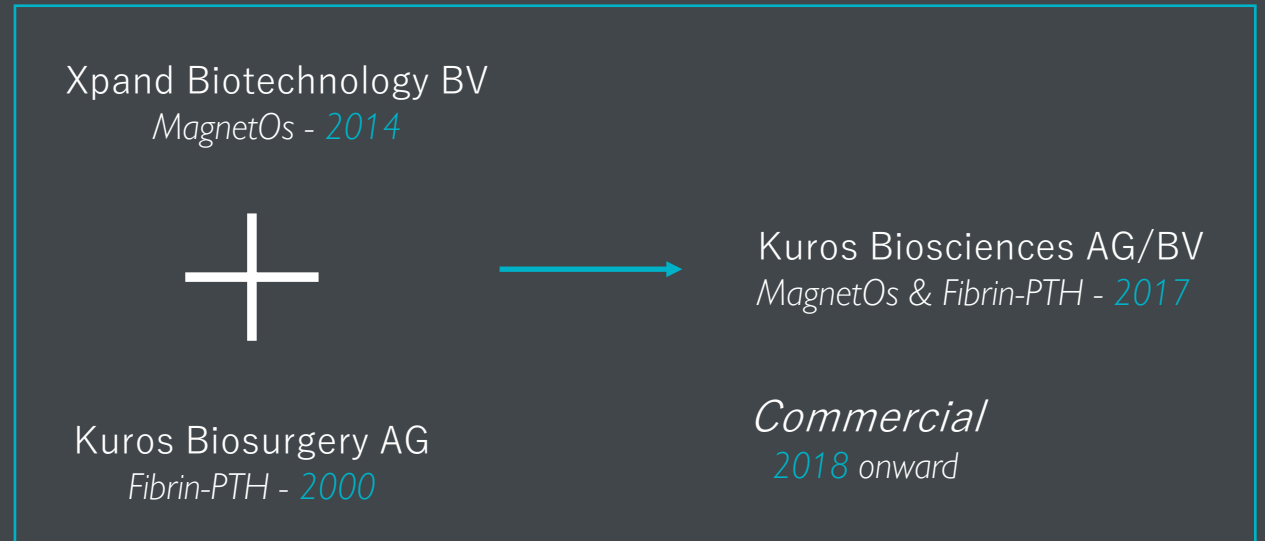 Xpand Biotechnology BV
MagnetOs - 2014
Kuros Biosurgery AG
Fibrin-PTH - 2000
Kuros Biosciences AG/BV
MagnetOs & Fibrin-PTH - 2017
Commercial
2018 onward